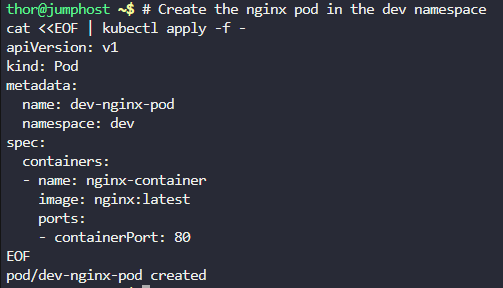 thor@jumphost ~$ # Create the nginx pod in the dev namespace
cat <<EOF | kubectl apply -f -
apiVersion: v1
kind: Pod
metadata:
  name: dev-nginx-pod
  namespace: dev
spec:
  containers:
  - name: nginx-container
    image: nginx:latest
    ports:
    - containerPort: 80
EOF
pod/dev-nginx-pod created